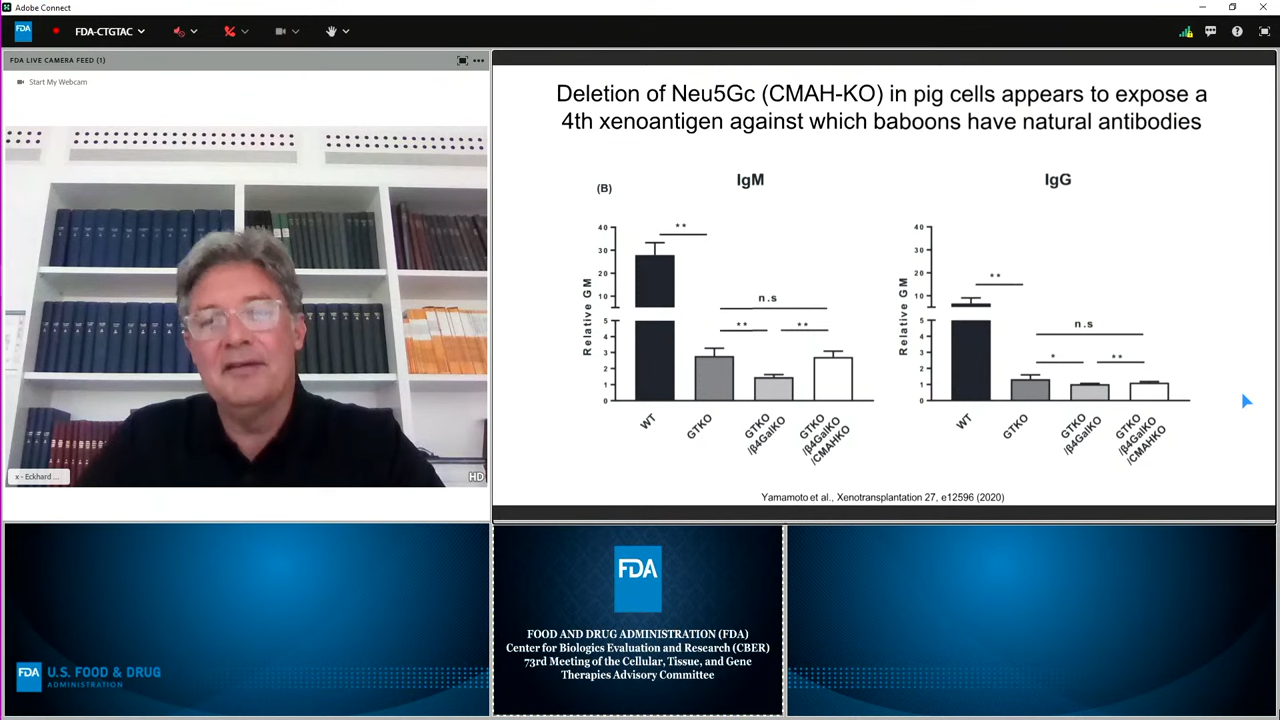 Adobe Connect
FDA
FDA-CTGTAC
FDA LIVE CAMERA FEED (1)
Start My Webcam
x - Eckhard ...
HD
Deletion of Neu5Gc (CMAH-KO) in pig cells appears to expose a
4th xenoantigen against which baboons have natural antibodies
(B)
IgM
Relative GM
40
30
20
10
5
4
3
2
1
0
**
n.s
**
**
WT
GTKO
GTKO
/β4GalKO
GTKO
/β4GalKO
/CMAHKO
IgG
Relative GM
40
30
20
10
5
4
3
2
1
0
**
n.s
*
**
WT
GTKO
GTKO
/β4GalKO
GTKO
/β4GalKO
/CMAHKO
Yamamoto et al., Xenotransplantation 27, e12596 (2020)
FDA
U.S. FOOD & DRUG
ADMINISTRATION
FDA
FOOD AND DRUG ADMINISTRATION (FDA)
Center for Biologics Evaluation and Research (CBER)
73rd Meeting of the Cellular, Tissue, and Gene
Therapies Advisory Committee